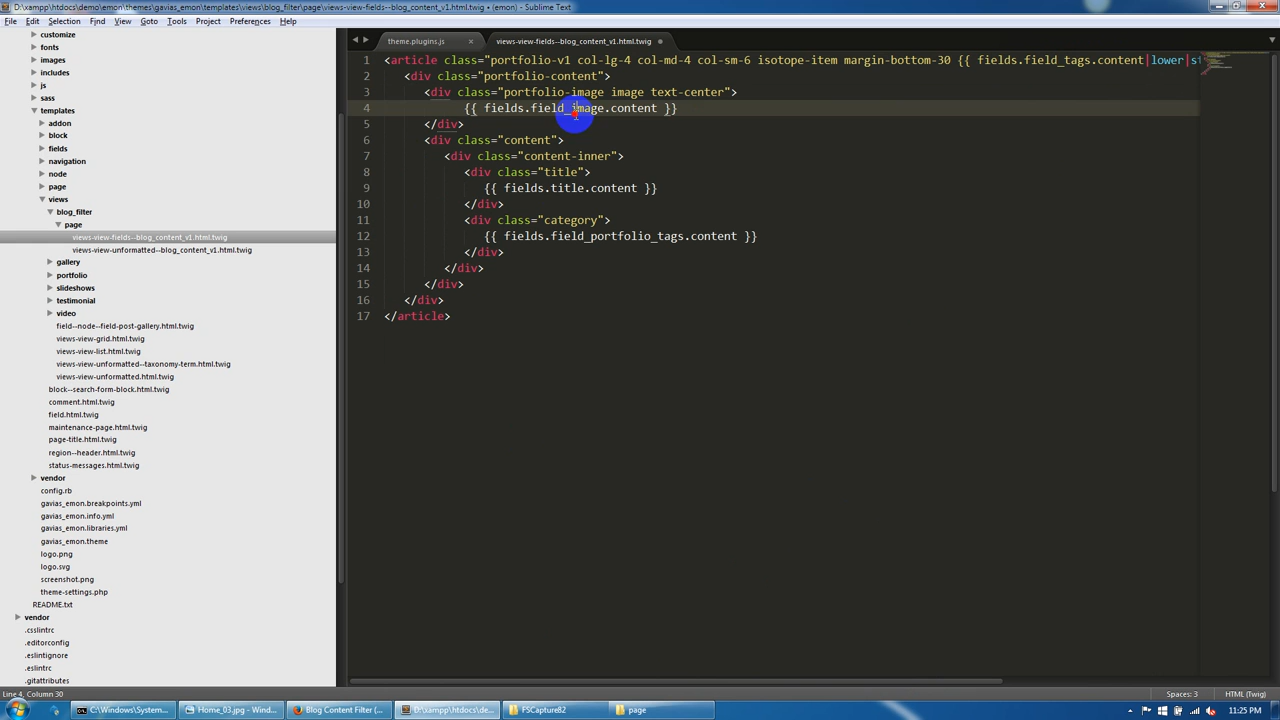 D:\xampp\htdocs\demo\emon\themes\gavias_emon\templates\views\blog_filter\page\views-view-fields--blog_content_v1.html.twig • (emon) - Sublime Text
File Edit Selection Find View Goto Tools Project Preferences Help
customize
fonts
images
includes
js
sass
templates
addon
block
fields
navigation
node
page
views
blog_filter
page
views-view-fields--blog_content_v1.html.twig
views-view-unformatted--blog_content_v1.html.twig
gallery
portfolio
slideshows
testimonial
video
field--node--field-post-gallery.html.twig
views-view-grid.html.twig
views-view-list.html.twig
views-view-unformatted--taxonomy-term.html.twig
views-view-unformatted.html.twig
block--search-form-block.html.twig
comment.html.twig
field.html.twig
maintenance-page.html.twig
page-title.html.twig
region--header.html.twig
status-messages.html.twig
vendor
config.rb
gavias_emon.breakpoints.yml
gavias_emon.info.yml
gavias_emon.libraries.yml
gavias_emon.theme
logo.png
logo.svg
screenshot.png
theme-settings.php
README.txt
vendor
.csslintrc
.editorconfig
.eslintignore
.eslintrc
.gitattributes
theme.plugins.js × views-view-fields--blog_content_v1.html.twig •
1 <article class="portfolio-v1 col-lg-4 col-md-4 col-sm-6 isotope-item margin-bottom-30 {{ fields.field_tags.content|lower|st
2 <div class="portfolio-content">
3 <div class="portfolio-image image text-center">
4 {{ fields.field_image.content }}
5 </div>
6 <div class="content">
7 <div class="content-inner">
8 <div class="title">
9 {{ fields.title.content }}
10 </div>
11 <div class="category">
12 {{ fields.field_portfolio_tags.content }}
13 </div>
14 </div>
15 </div>
16 </div>
17 </article>
Line 4, Column 30 Spaces: 3 HTML (Twig)
C:\Windows\System... Home_03.jpg - Wind... Blog Content Filter (... D:\xampp\htdocs\de... FSCapture82 page 11:25 PM